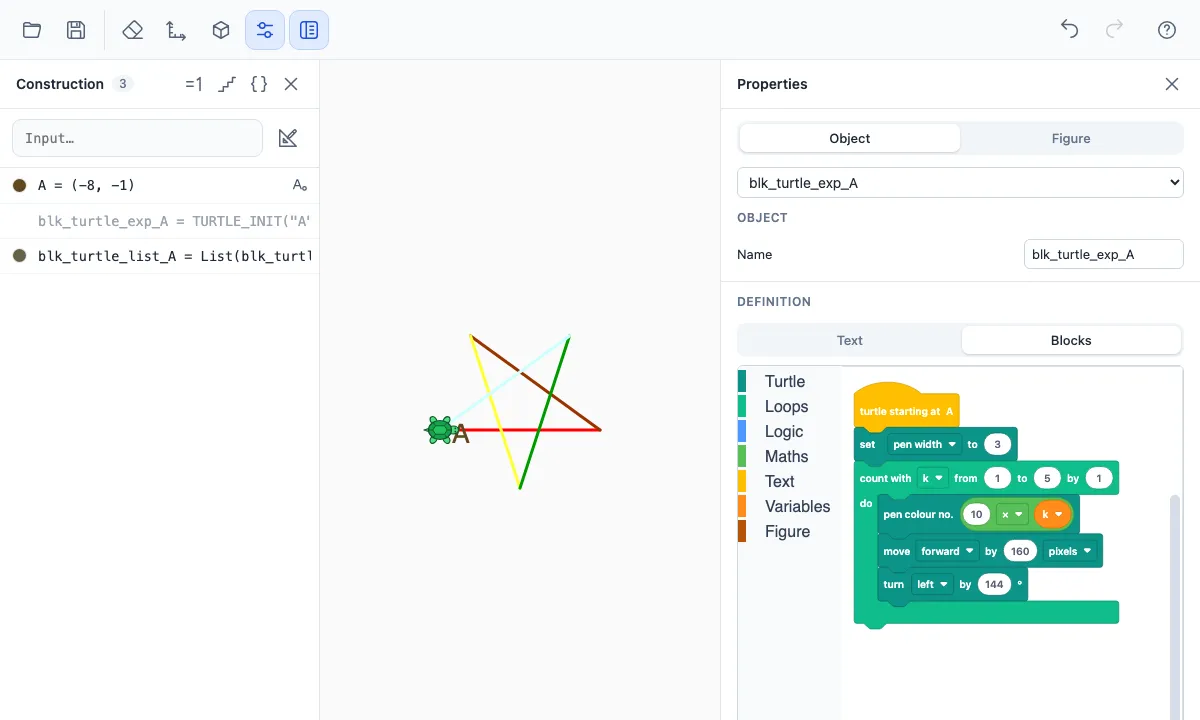 Construction 3
=1
{}
Input…
A = (−8, −1)
blk_turtle_exp_A = TURTLE_INIT("A"
blk_turtle_list_A = List(blk_turtl
A
Properties
Object Figure
blk_turtle_exp_A
OBJECT
Name blk_turtle_exp_A
DEFINITION
Text Blocks
Turtle
Loops
Logic
Maths
Text
Variables
Figure
turtle starting at A
set pen width to 3
count with k from 1 to 5 by 1
do
pen colour no. 10 × k
move forward by 160 pixels
turn left by 144 °